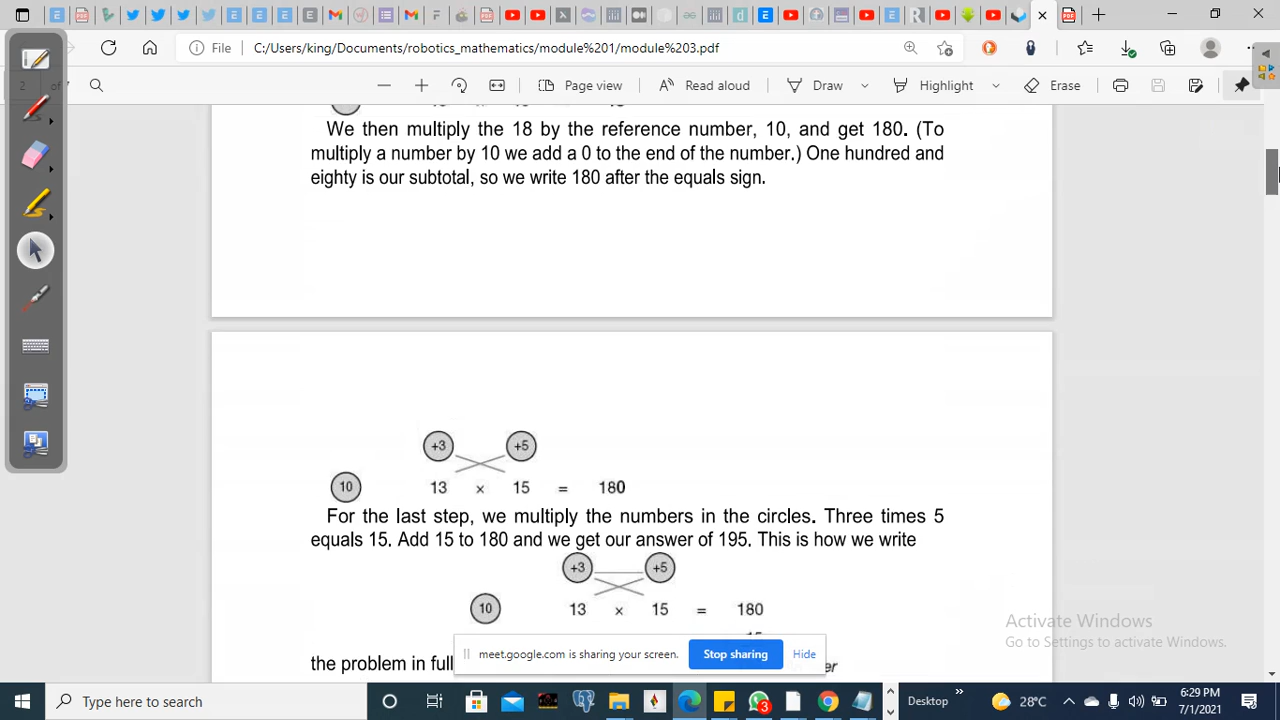 File C:/Users/king/Documents/robotics_mathematics/module%201/module%203.pdf
2 of 7
Page view
Read aloud
Draw
Highlight
Erase
We then multiply the 18 by the reference number, 10, and get 180. (To
multiply a number by 10 we add a 0 to the end of the number.) One hundred and
eighty is our subtotal, so we write 180 after the equals sign.
+3 +5
10 13 × 15 = 180
For the last step, we multiply the numbers in the circles. Three times 5
equals 15. Add 15 to 180 and we get our answer of 195. This is how we write
+3 +5
10 13 × 15 = 180
the problem in full
meet.google.com is sharing your screen. Stop sharing Hide
Activate Windows
Go to Settings to activate Windows.
Type here to search
3
Desktop
28°C
6:29 PM
7/1/2021